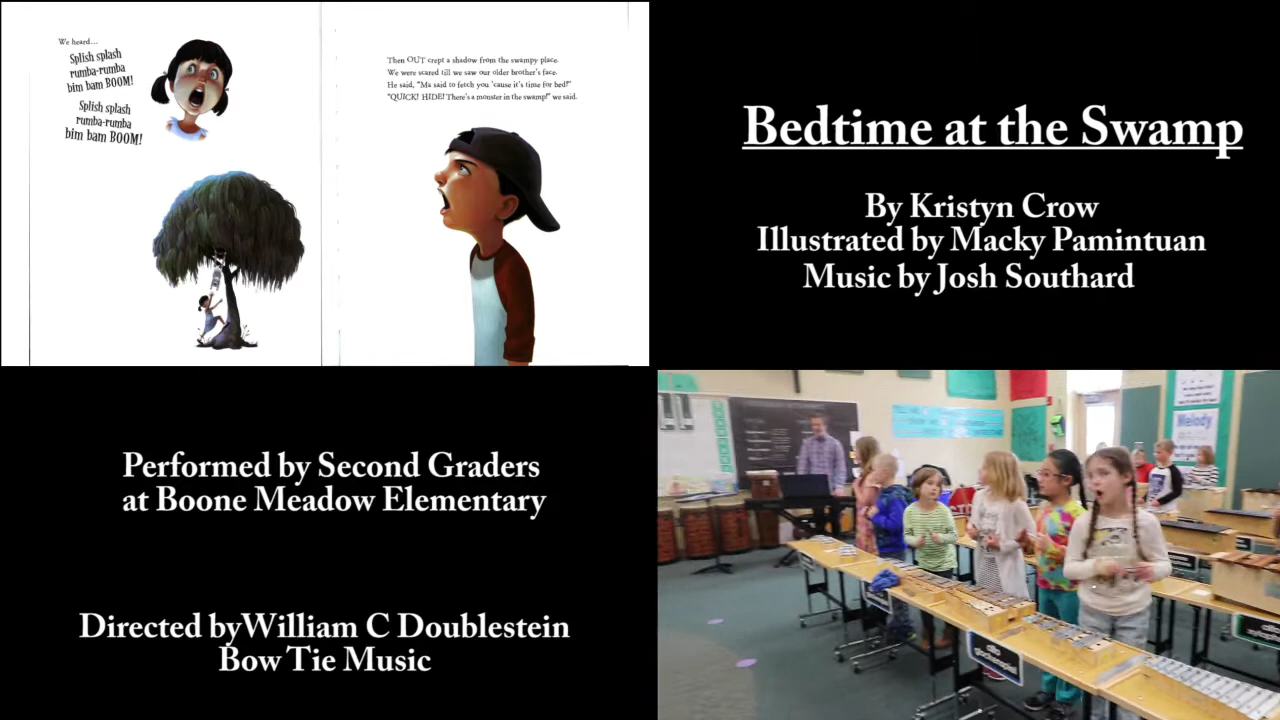 We heard...
Splish splash
rumba-rumba
bim bam BOOM!
Splish splash
rumba-rumba
bim bam BOOM!
Then OUT crept a shadow from the swampy place.
We were scared till we saw our older brother's face.
He said, "Ma said to fetch you 'cause it's time for bed!"
"QUICK! HIDE! There's a monster in the swamp!" we said.
Bedtime at the Swamp
By Kristyn Crow
Illustrated by Macky Pamintuan
Music by Josh Southard
Performed by Second Graders
at Boone Meadow Elementary
Directed byWilliam C Doublestein
Bow Tie Music
Melody